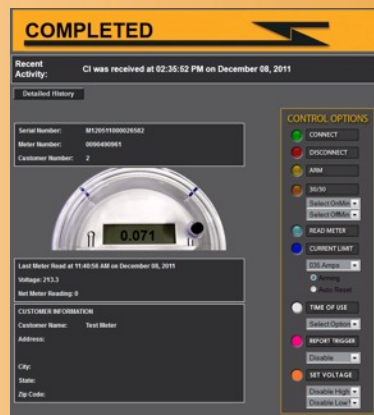 COMPLETED
Recent Activity: CI was received at 02:35:52 PM on December 08, 2011
Detailed History
Serial Number: M120511000026582
Meter Number: 0090490961
Customer Number: 2
0.071
Last Meter Read at 11:40:56 AM on December 08, 2011
Voltage: 213.3
Net Meter Reading: 0
CUSTOMER INFORMATION
Customer Name: Test Meter
Address:
City:
State:
Zip Code:
CONTROL OPTIONS
CONNECT
DISCONNECT
ARM
30/30
Select OnMin
Select OffMin
READ METER
CURRENT LIMIT
035 Amps
Arming
Auto Reset
TIME OF USE
Select Option
REPORT TRIGGER
Disable
SET VOLTAGE
Disable High
Disable Low